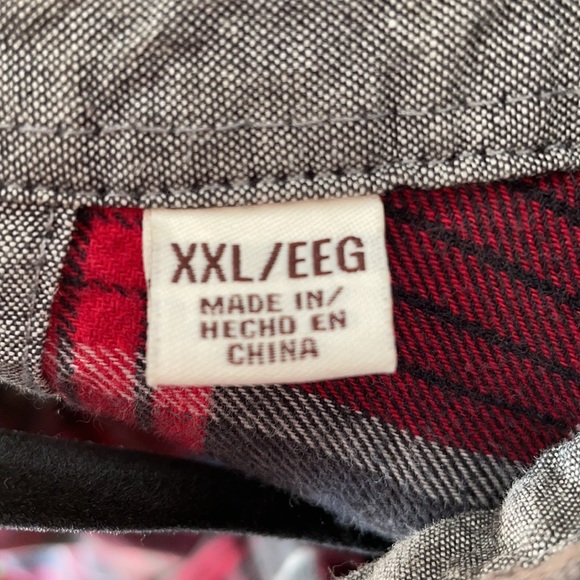 XXL/EEG
MADE IN/
HECHO EN
CHINA